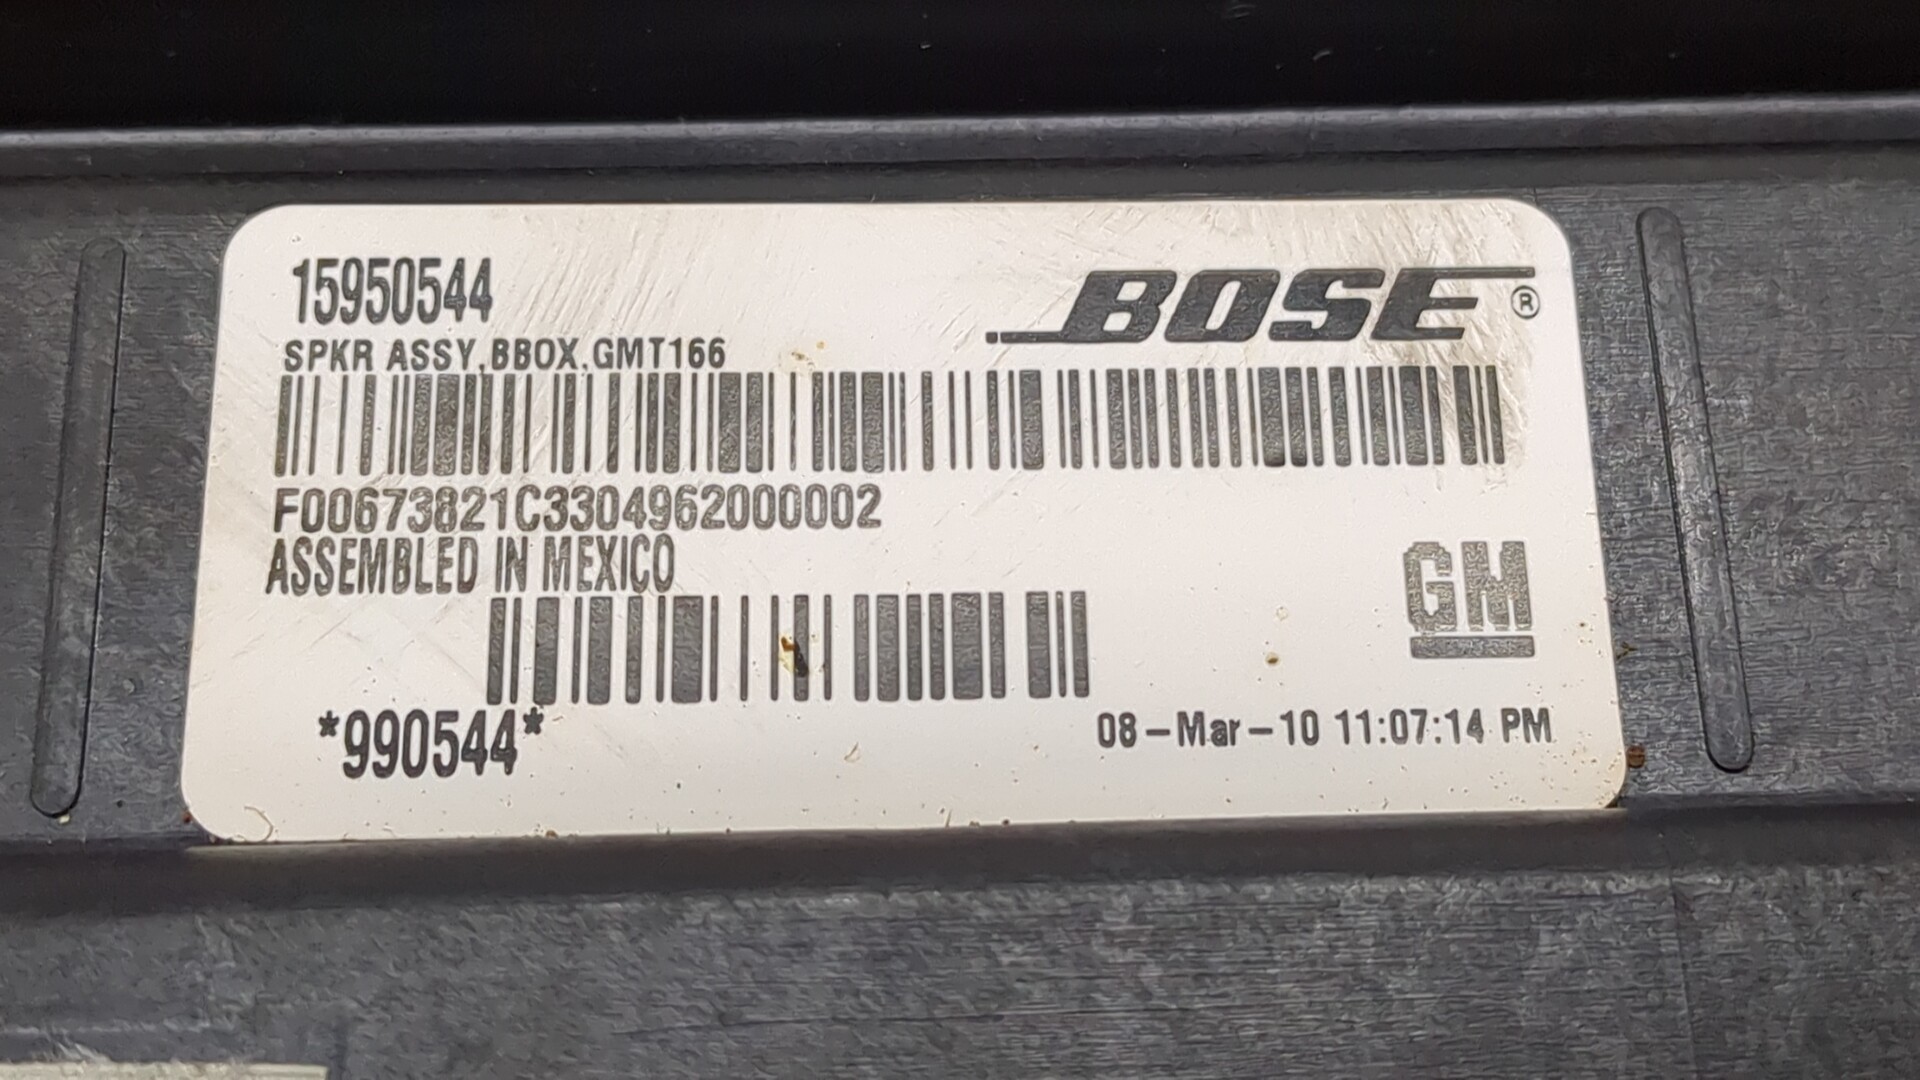 15950544
BOSE®
SPKR ASSY,BBOX,GMT166
F00673821C3304962000002
ASSEMBLED IN MEXICO
GM
*990544*
08-Mar-10 11:07:14 PM